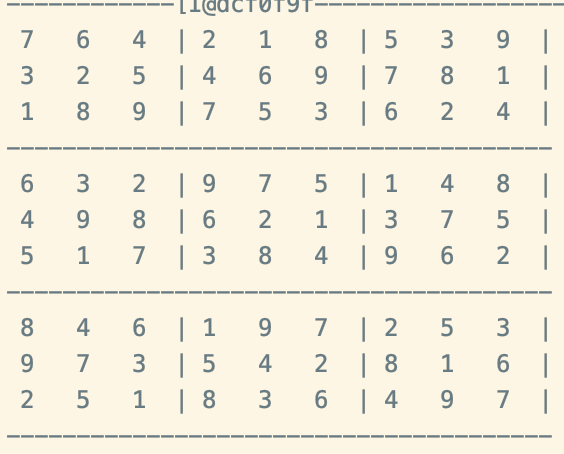 7 6 4 | 2 1 8 | 5 3 9 |
3 2 5 | 4 6 9 | 7 8 1 |
1 8 9 | 7 5 3 | 6 2 4 |
6 3 2 | 9 7 5 | 1 4 8 |
4 9 8 | 6 2 1 | 3 7 5 |
5 1 7 | 3 8 4 | 9 6 2 |
8 4 6 | 1 9 7 | 2 5 3 |
9 7 3 | 5 4 2 | 8 1 6 |
2 5 1 | 8 3 6 | 4 9 7 |